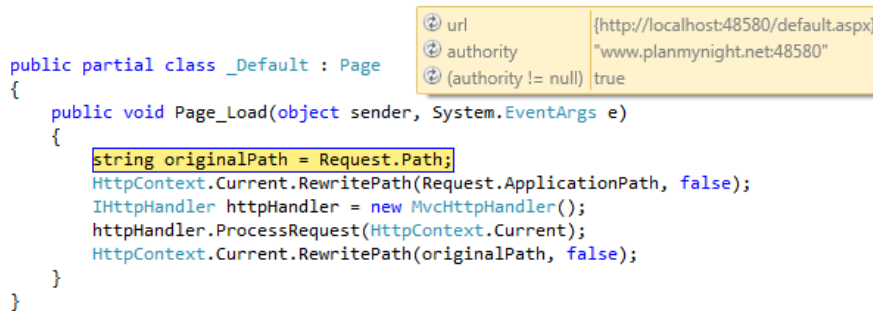 url {http://localhost:48580/default.aspx}
authority "www.planmynight.net:48580"
(authority != null) true
public partial class _Default : Page
{
public void Page_Load(object sender, System.EventArgs e)
{
string originalPath = Request.Path;
HttpContext.Current.RewritePath(Request.ApplicationPath, false);
IHttpHandler httpHandler = new MvcHttpHandler();
httpHandler.ProcessRequest(HttpContext.Current);
HttpContext.Current.RewritePath(originalPath, false);
}
}